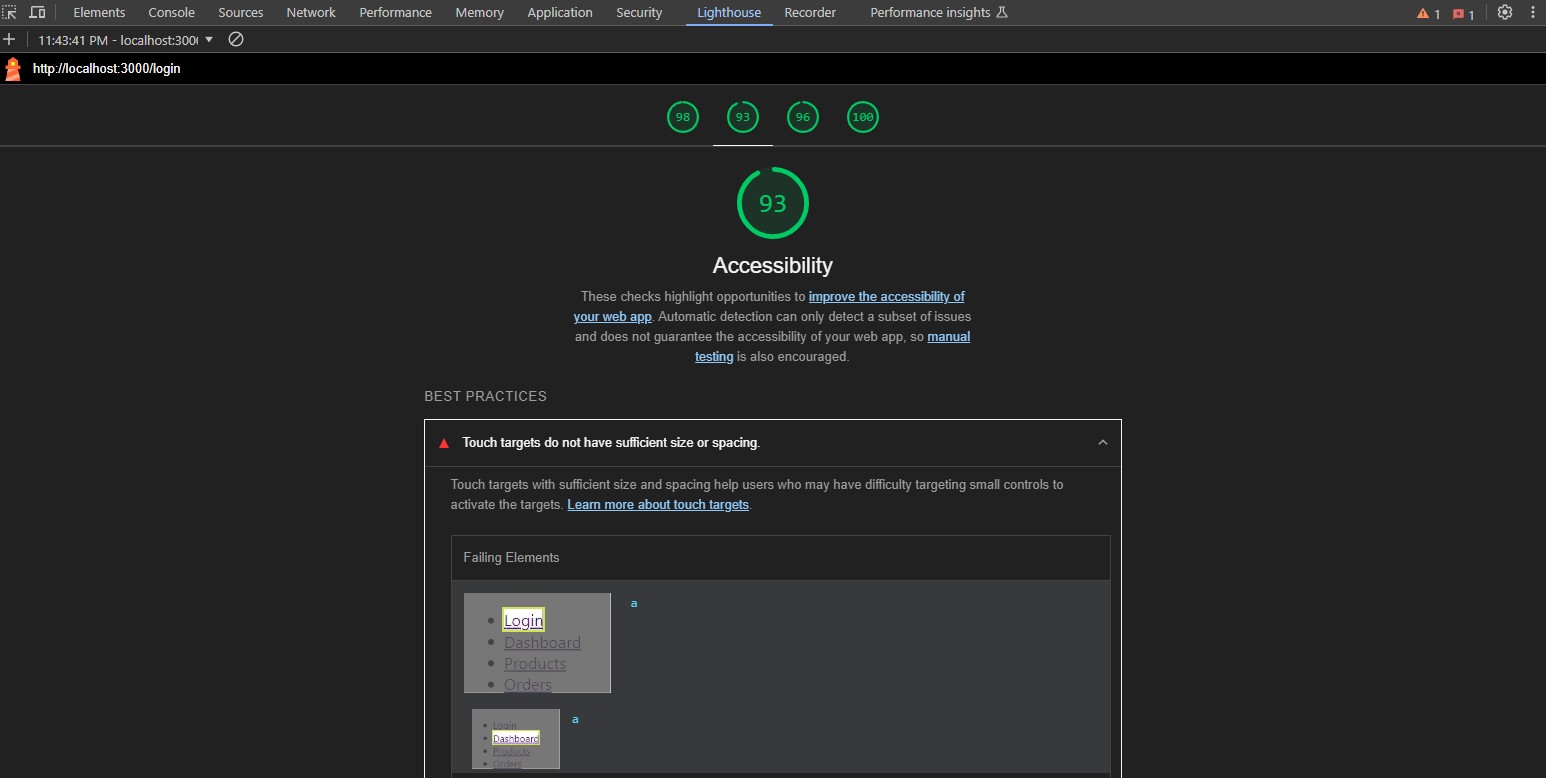 Elements Console Sources Network Performance Memory Application Security Lighthouse Recorder Performance insights 1 1
11:43:41 PM - localhost:300
http://localhost:3000/login
98 93 96 100
93
Accessibility
These checks highlight opportunities to improve the accessibility of
your web app. Automatic detection can only detect a subset of issues
and does not guarantee the accessibility of your web app, so manual
testing is also encouraged.
BEST PRACTICES
Touch targets do not have sufficient size or spacing.
Touch targets with sufficient size and spacing help users who may have difficulty targeting small controls to
activate the targets. Learn more about touch targets.
Failing Elements
a
Login
Dashboard
Products
Orders
a
Login
Dashboard
Products
Orders